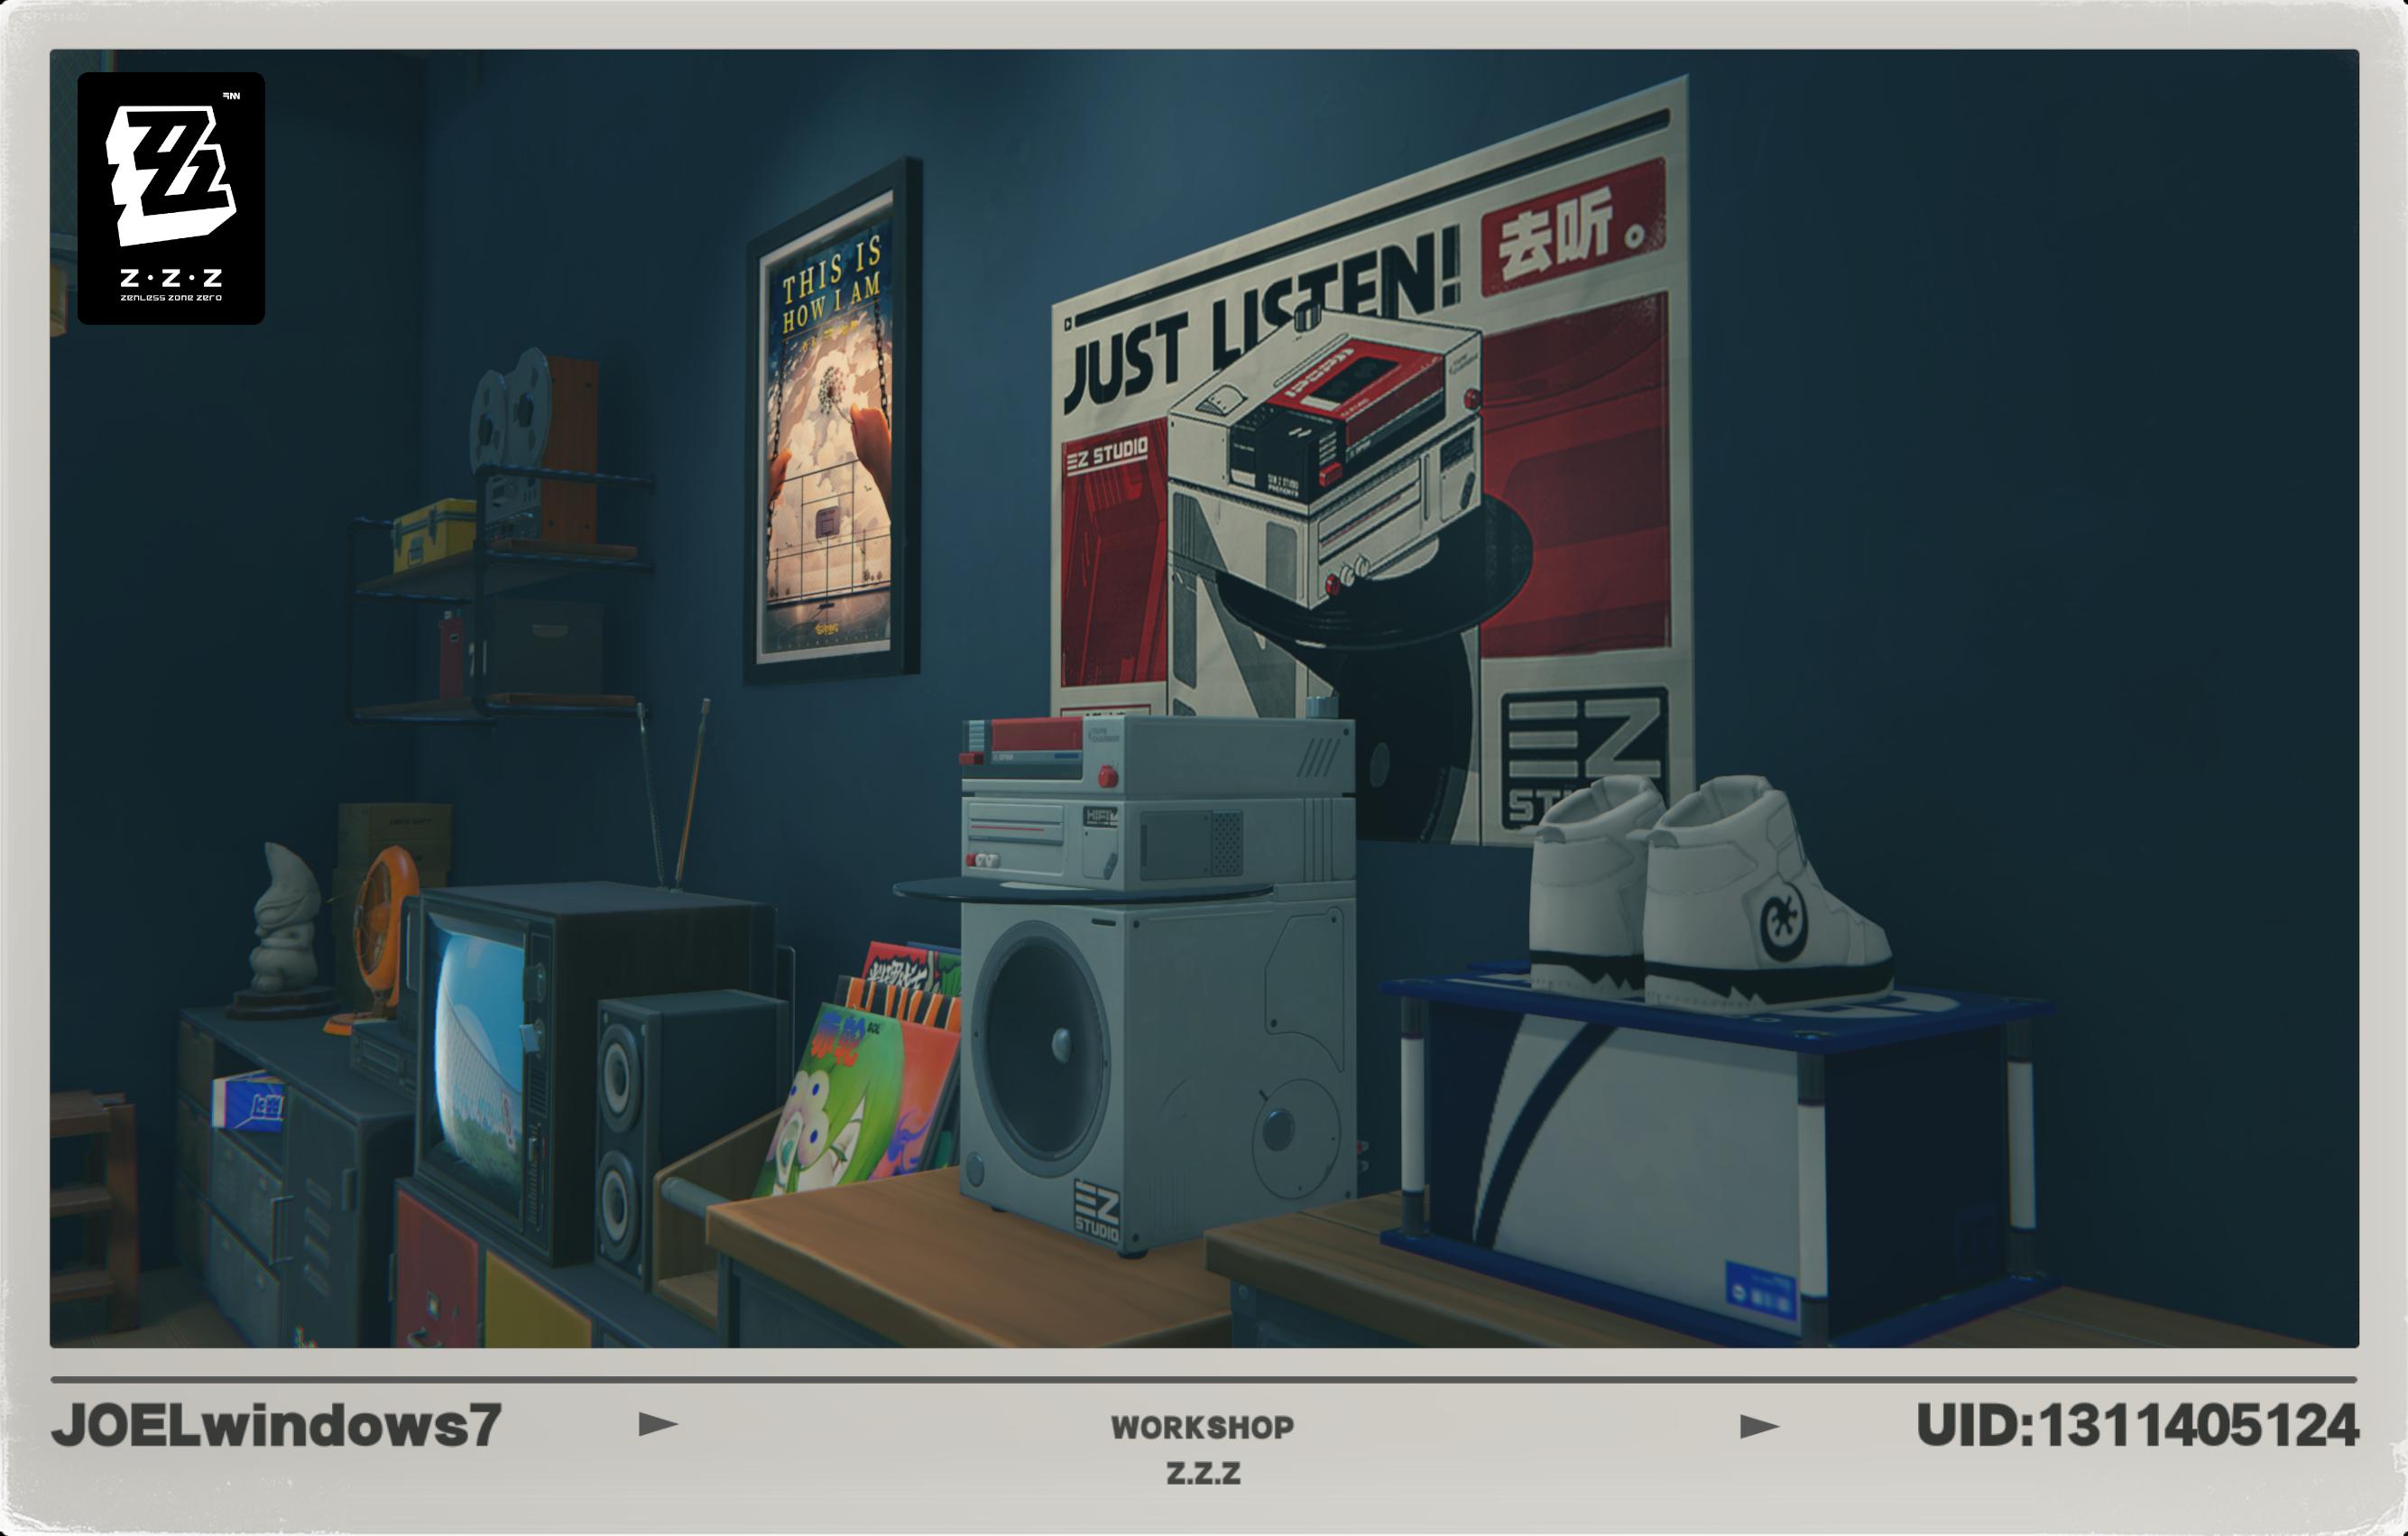 Z·Z·Z
zenless zone zero
THIS IS
HOW I AM
JUST LISTEN!
去听。
EZ STUDIO
EZ
HIFI
EZ
STUDIO
JOELwindows7
WORKSHOP
Z.Z.Z
UID:1311405124